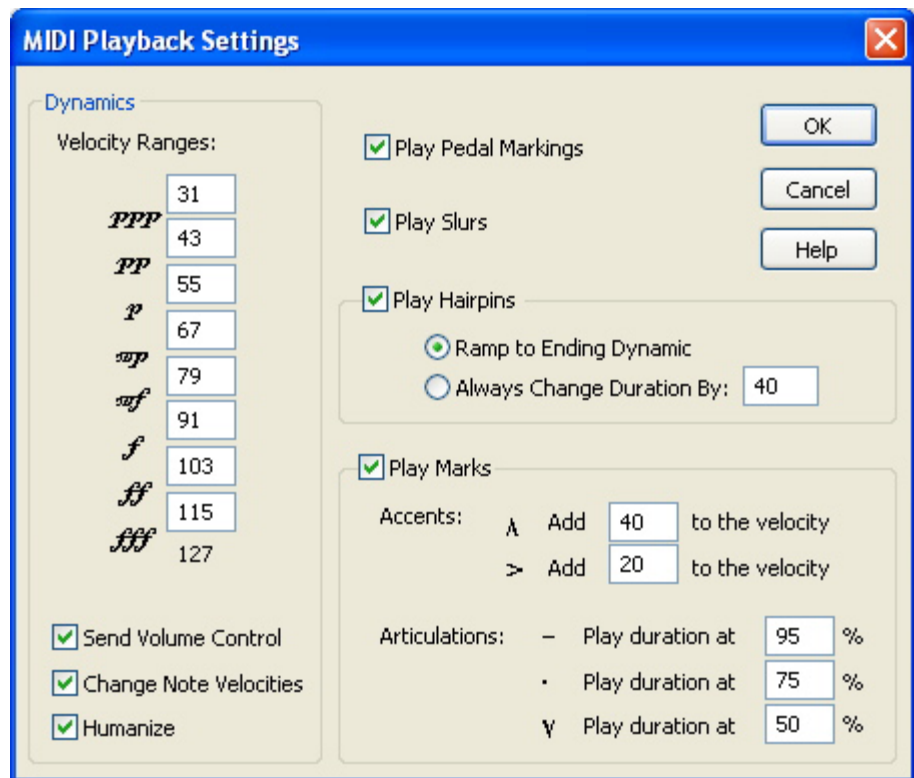 MIDI Playback Settings
Dynamics
Velocity Ranges:
31
ppp
43
pp
55
p
67
mp
79
mf
91
f
103
ff
115
fff
127
Send Volume Control
Change Note Velocities
Humanize
Play Pedal Markings
Play Slurs
Play Hairpins
Ramp to Ending Dynamic
Always Change Duration By: 40
Play Marks
Accents: Λ Add 40 to the velocity
> Add 20 to the velocity
Articulations: – Play duration at 95 %
· Play duration at 75 %
V Play duration at 50 %
OK
Cancel
Help